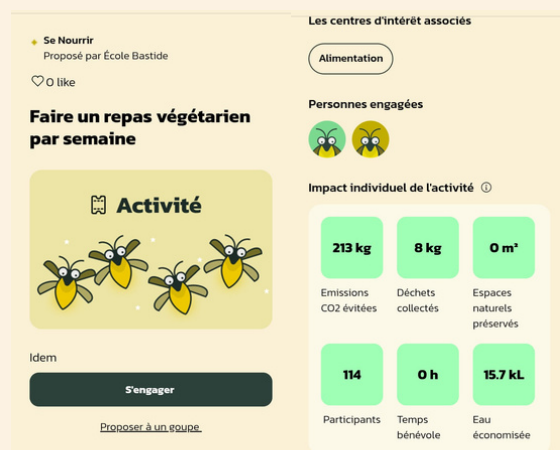 Se Nourrir
Proposé par École Bastide
0 like
Faire un repas végétarien
par semaine
Activité
Idem
S'engager
Proposer à un goupe
Les centres d'intérêt associés
Alimentation
Personnes engagées
Impact individuel de l'activité
213 kg
8 kg
0 m²
Emissions
CO2 évitées
Déchets
collectés
Espaces
naturels
préservés
114
0 h
15.7 kL
Participants
Temps
bénévole
Eau
économisée